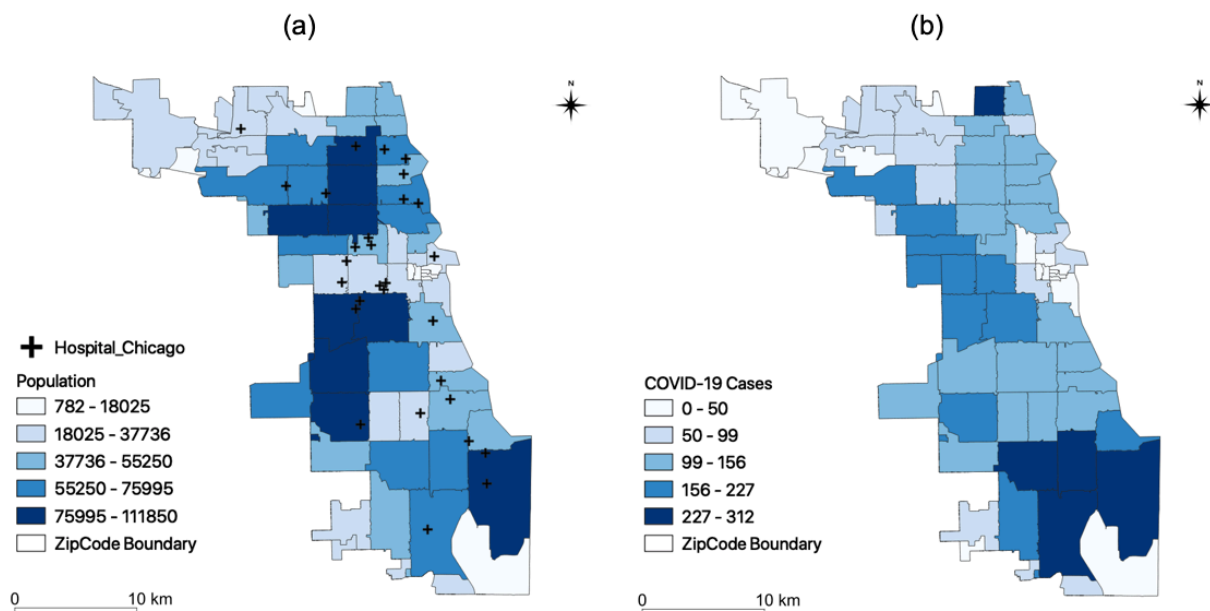 (a)
N
Hospital_Chicago
Population
782 - 18025
18025 - 37736
37736 - 55250
55250 - 75995
75995 - 111850
ZipCode Boundary
0 10 km
(b)
N
COVID-19 Cases
0 - 50
50 - 99
99 - 156
156 - 227
227 - 312
ZipCode Boundary
0 10 km